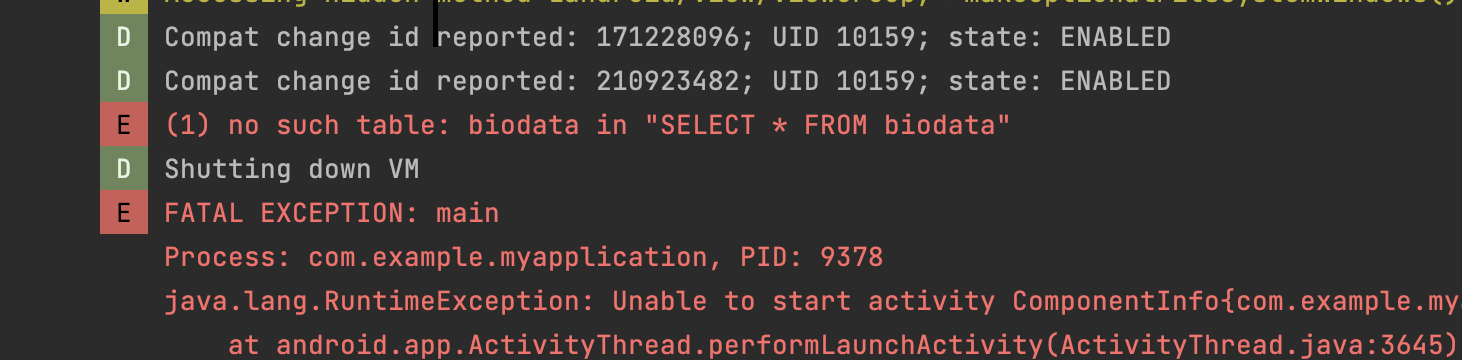 D Compat change id reported: 171228096; UID 10159; state: ENABLED
D Compat change id reported: 210923482; UID 10159; state: ENABLED
E (1) no such table: biodata in "SELECT * FROM biodata"
D Shutting down VM
E FATAL EXCEPTION: main
Process: com.example.myapplication, PID: 9378
java.lang.RuntimeException: Unable to start activity ComponentInfo{com.example.my
at android.app.ActivityThread.performLaunchActivity(ActivityThread.java:3645)